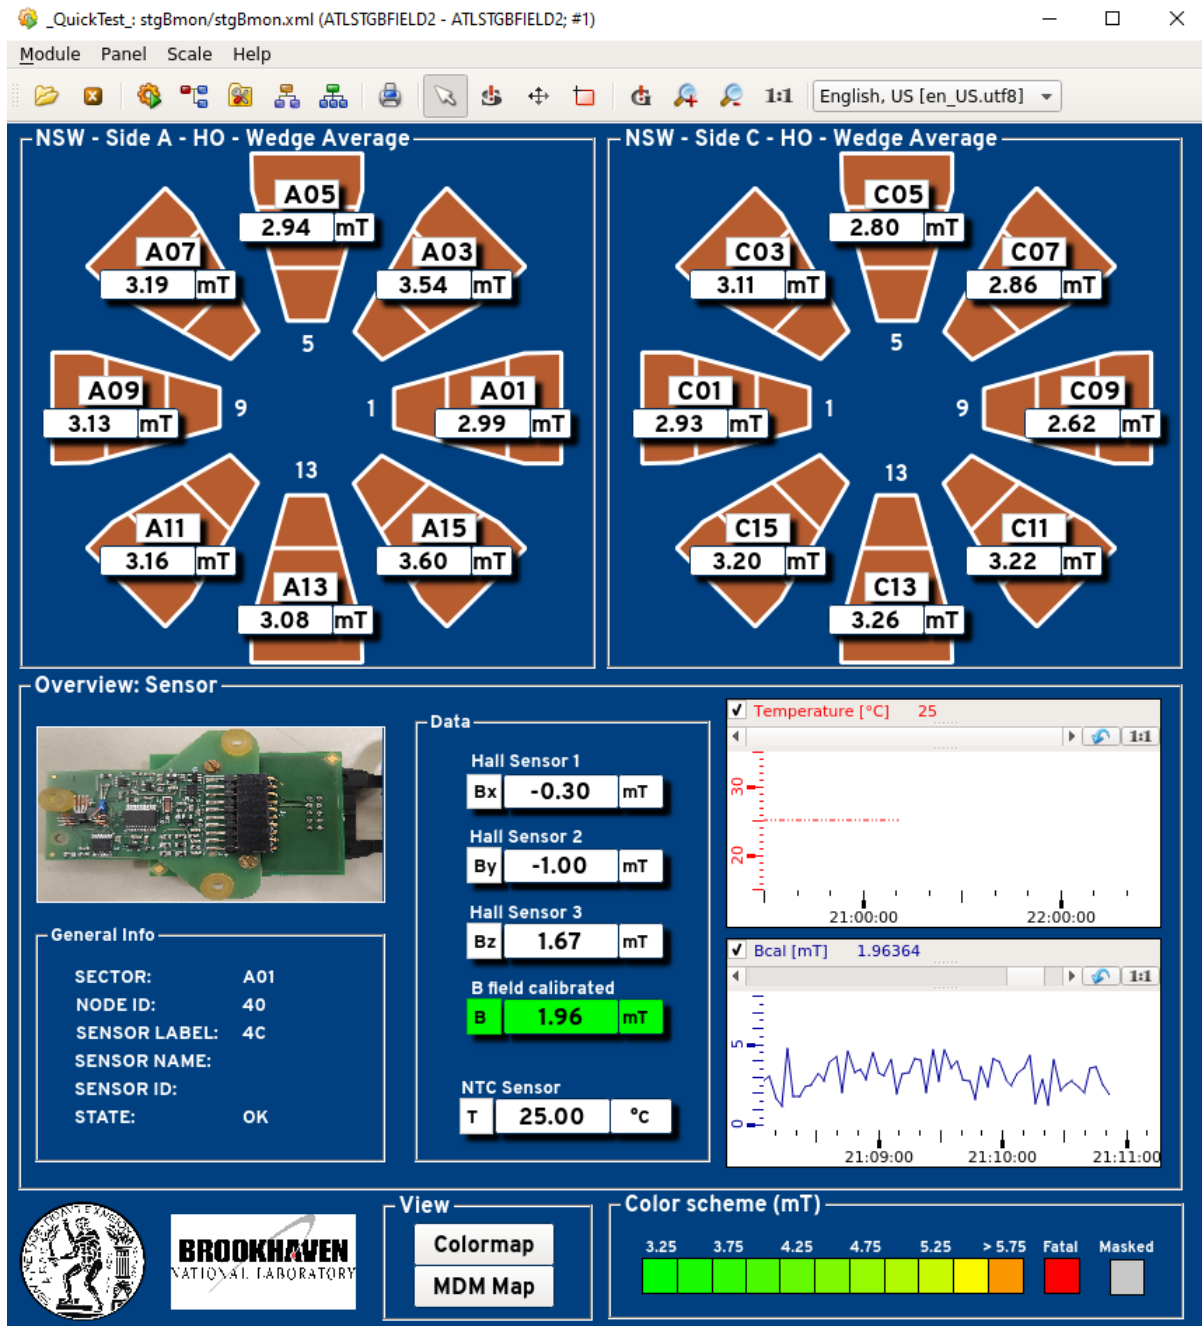 _QuickTest_: stgBmon/stgBmon.xml (ATLSTGBFIELD2 - ATLSTGBFIELD2; #1)
Module Panel Scale Help
1:1 English, US [en_US.utf8]
NSW - Side A - HO - Wedge Average
A05
2.94 mT
A07
3.19 mT
A03
3.54 mT
5
A09
3.13 mT
9
1
A01
2.99 mT
13
A11
3.16 mT
A15
3.60 mT
A13
3.08 mT
NSW - Side C - HO - Wedge Average
C05
2.80 mT
C03
3.11 mT
C07
2.86 mT
5
C01
2.93 mT
1
9
C09
2.62 mT
13
C15
3.20 mT
C11
3.22 mT
C13
3.26 mT
Overview: Sensor
General Info
SECTOR: A01
NODE ID: 40
SENSOR LABEL: 4C
SENSOR NAME:
SENSOR ID:
STATE: OK
Data
Hall Sensor 1
Bx -0.30 mT
Hall Sensor 2
By -1.00 mT
Hall Sensor 3
Bz 1.67 mT
B field calibrated
B 1.96 mT
NTC Sensor
T 25.00 °C
Temperature [°C] 25
1:1
30
20
21:00:00 22:00:00
Bcal [mT] 1.96364
1:1
5
0
21:09:00 21:10:00 21:11:00
BROOKHAVEN
NATIONAL LABORATORY
View
Colormap
MDM Map
Color scheme (mT)
3.25 3.75 4.25 4.75 5.25 > 5.75 Fatal Masked